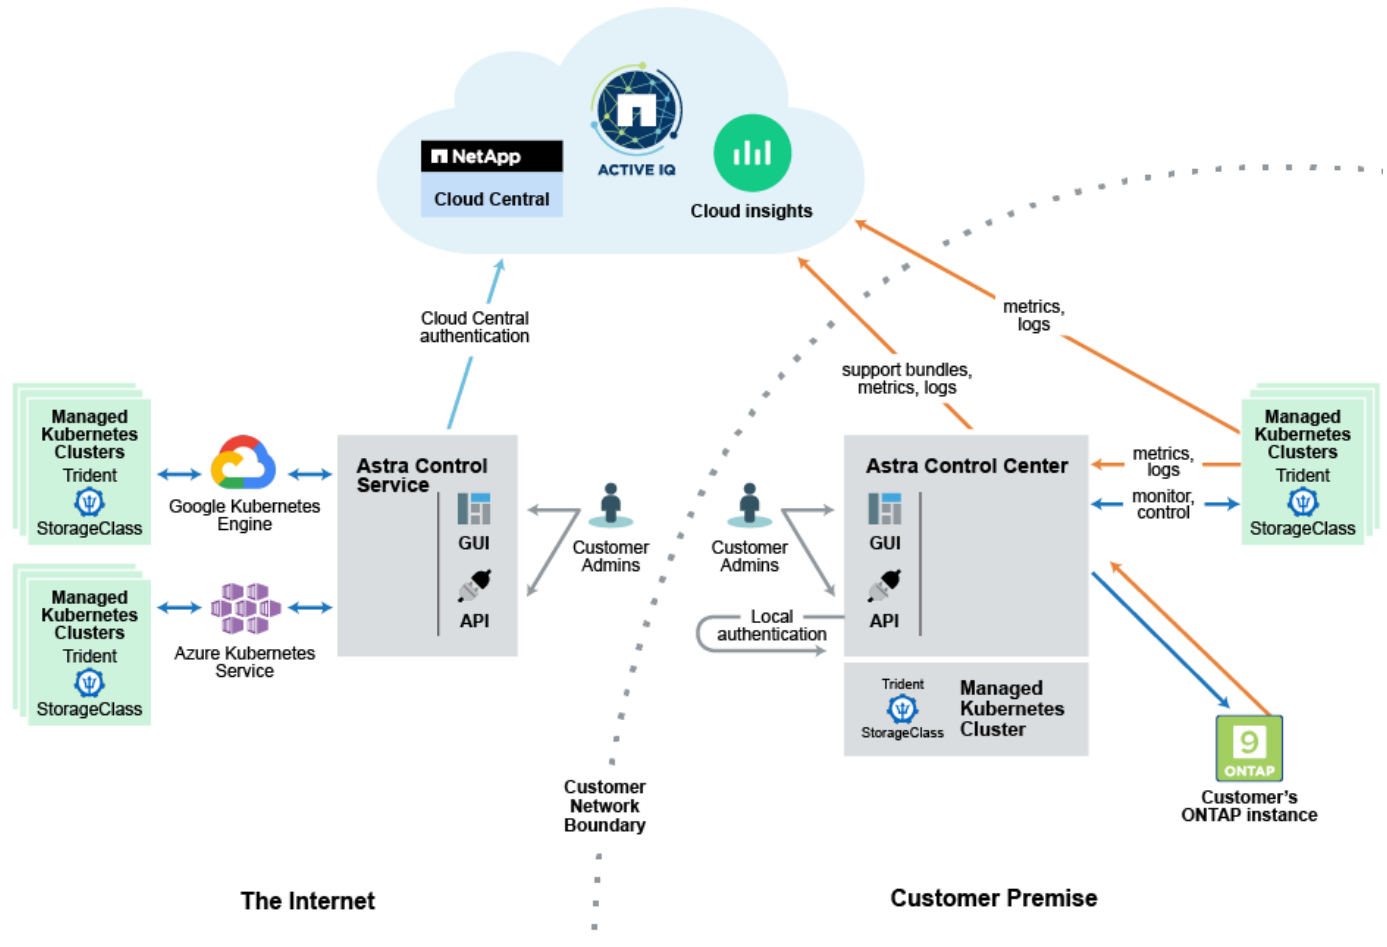 NetApp
Cloud Central
ACTIVE IQ
Cloud insights
Cloud Central
authentication
metrics,
logs
support bundles,
metrics, logs
Managed
Kubernetes
Clusters
Trident
StorageClass
Google Kubernetes
Engine
Managed
Kubernetes
Clusters
Trident
StorageClass
Azure Kubernetes
Service
Astra Control
Service
GUI
API
Customer
Admins
Customer
Admins
Local
authentication
Astra Control Center
GUI
API
Trident
StorageClass
Managed
Kubernetes
Cluster
metrics,
logs
monitor,
control
Managed
Kubernetes
Clusters
Trident
StorageClass
9
ONTAP
Customer's
ONTAP instance
Customer
Network
Boundary
The Internet
Customer Premise